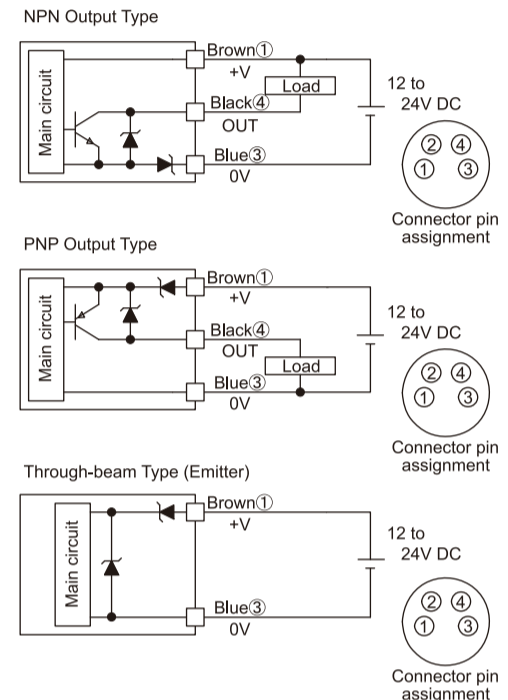 NPN Output Type
Main circuit
Brown①
+V
Load
Black④
OUT
Blue③
0V
12 to
24V DC
② ④
① ③
Connector pin
assignment
PNP Output Type
Main circuit
Brown①
+V
Black④
OUT
Load
Blue③
0V
12 to
24V DC
② ④
① ③
Connector pin
assignment
Through-beam Type (Emitter)
Main circuit
Brown①
+V
Blue③
0V
12 to
24V DC
② ④
① ③
Connector pin
assignment